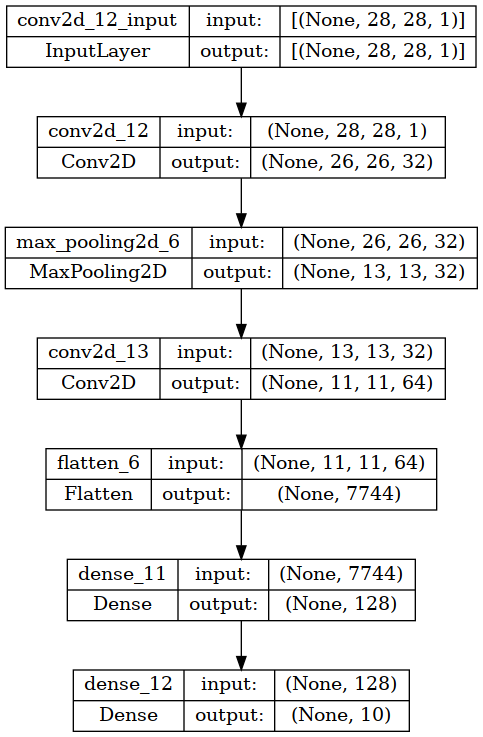 conv2d_12_input input: [(None, 28, 28, 1)]
InputLayer output: [(None, 28, 28, 1)]
conv2d_12 input: (None, 28, 28, 1)
Conv2D output: (None, 26, 26, 32)
max_pooling2d_6 input: (None, 26, 26, 32)
MaxPooling2D output: (None, 13, 13, 32)
conv2d_13 input: (None, 13, 13, 32)
Conv2D output: (None, 11, 11, 64)
flatten_6 input: (None, 11, 11, 64)
Flatten output: (None, 7744)
dense_11 input: (None, 7744)
Dense output: (None, 128)
dense_12 input: (None, 128)
Dense output: (None, 10)